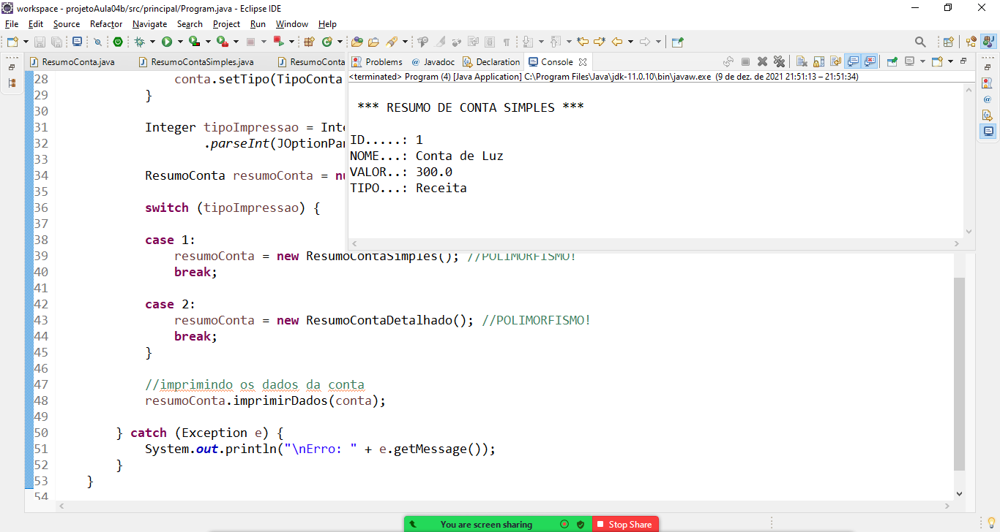 workspace - projetoAula04b/src/principal/Program.java - Eclipse IDE
File Edit Source Refactor Navigate Search Project Run Window Help
ResumoConta.java ResumoContaSimples.java ResumoConta Problems @ Javadoc Declaration Console
<terminated> Program (4) [Java Application] C:\Program Files\Java\jdk-11.0.10\bin\javaw.exe (9 de dez. de 2021 21:51:13 – 21:51:34)
*** RESUMO DE CONTA SIMPLES ***
ID.....: 1
NOME...: Conta de Luz
VALOR..: 300.0
TIPO...: Receita
28 conta.setTipo(TipoConta
29 }
30
31 Integer tipoImpressao = Inte
32 .parseInt(JOptionPan
33
34 ResumoConta resumoConta = nu
35
36 switch (tipoImpressao) {
37
38 case 1:
39 resumoConta = new ResumoContaSimples(); //POLIMORFISMO!
40 break;
41
42 case 2:
43 resumoConta = new ResumoContaDetalhado(); //POLIMORFISMO!
44 break;
45 }
46
47 //imprimindo os dados da conta
48 resumoConta.imprimirDados(conta);
49
50 } catch (Exception e) {
51 System.out.println("\nErro: " + e.getMessage());
52 }
53 }
54
You are screen sharing Stop Share